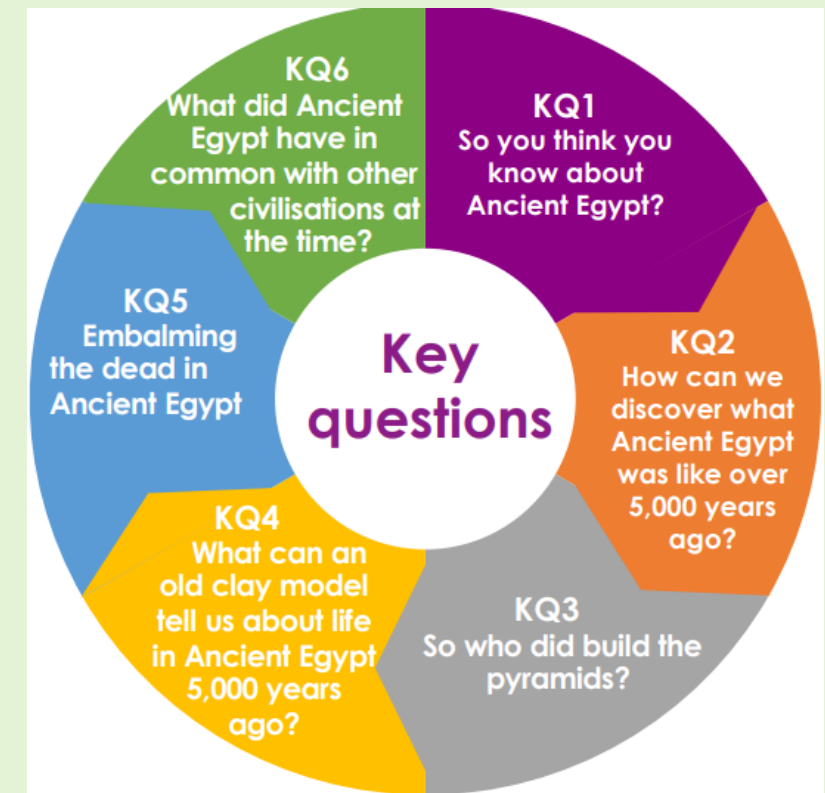 Key
questions
KQ1
So you think you
know about
Ancient Egypt?
KQ2
How can we
discover what
Ancient Egypt
was like over
5,000 years
ago?
KQ3
So who did build the
pyramids?
KQ4
What can an
old clay model
tell us about life
in Ancient Egypt
5,000 years
ago?
KQ5
Embalming
the dead in
Ancient Egypt
KQ6
What did Ancient
Egypt have in
common with other
civilisations at
the time?